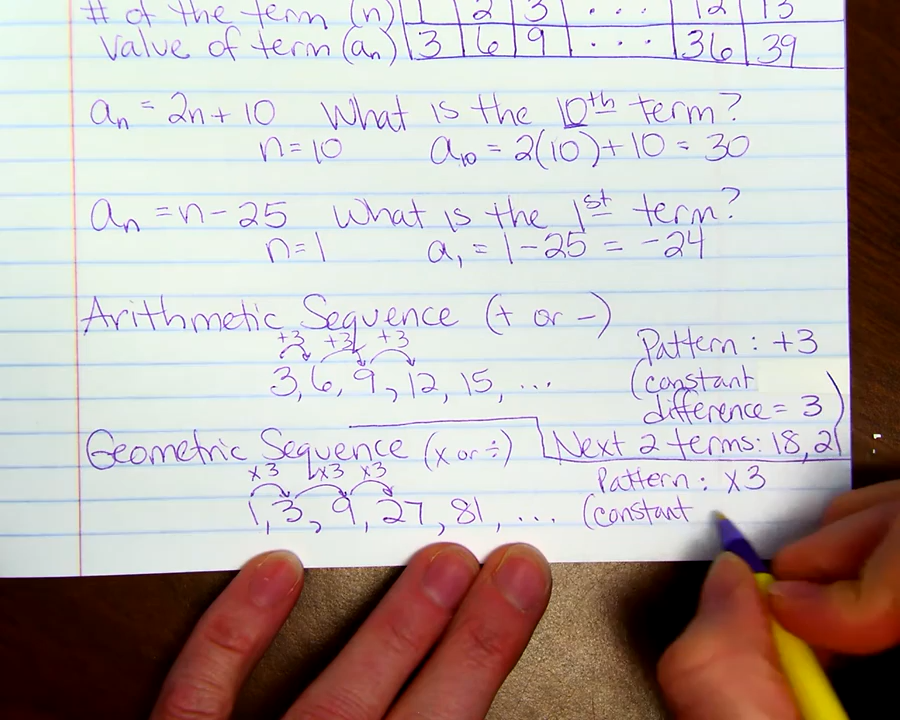 # of the term (n) 1 2 3 . . . 12 13
Value of term (aₙ) 3 6 9 . . . 36 39
aₙ = 2n + 10 What is the 10th term?
n = 10 a₁₀ = 2(10) + 10 = 30
aₙ = n - 25 What is the 1st term?
n = 1 a₁ = 1 - 25 = -24
Arithmetic Sequence (+ or -)
+3 +3 +3
Pattern : +3
3, 6, 9, 12, 15, ...
(constant
difference = 3)
Geometric Sequence (x or ÷)
Next 2 terms: 18, 21
x3 x3 x3
Pattern : x3
1, 3, 9, 27, 81, ...
(constant